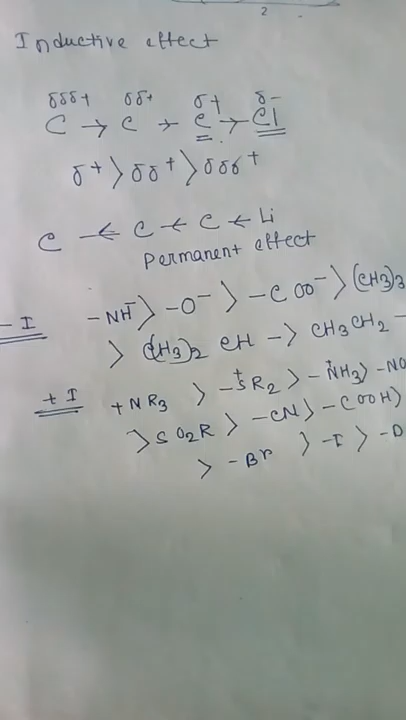 2
Inductive effect
δδδ+ δδ+ δ+ δ-
C → C → C → Cl
δ+ > δδ+ > δδδ+
C ← C ← C ← Li
Permanent effect
- I -NH⁻ > -O⁻ > -COO⁻ > (CH3)3
> (CH3)2 CH -> CH3CH2 -
+ I +NR3 > -S⁺R2 > -N⁺H3 > -NO
> SO2R > -CN > -COOH >
> -Br > -I >